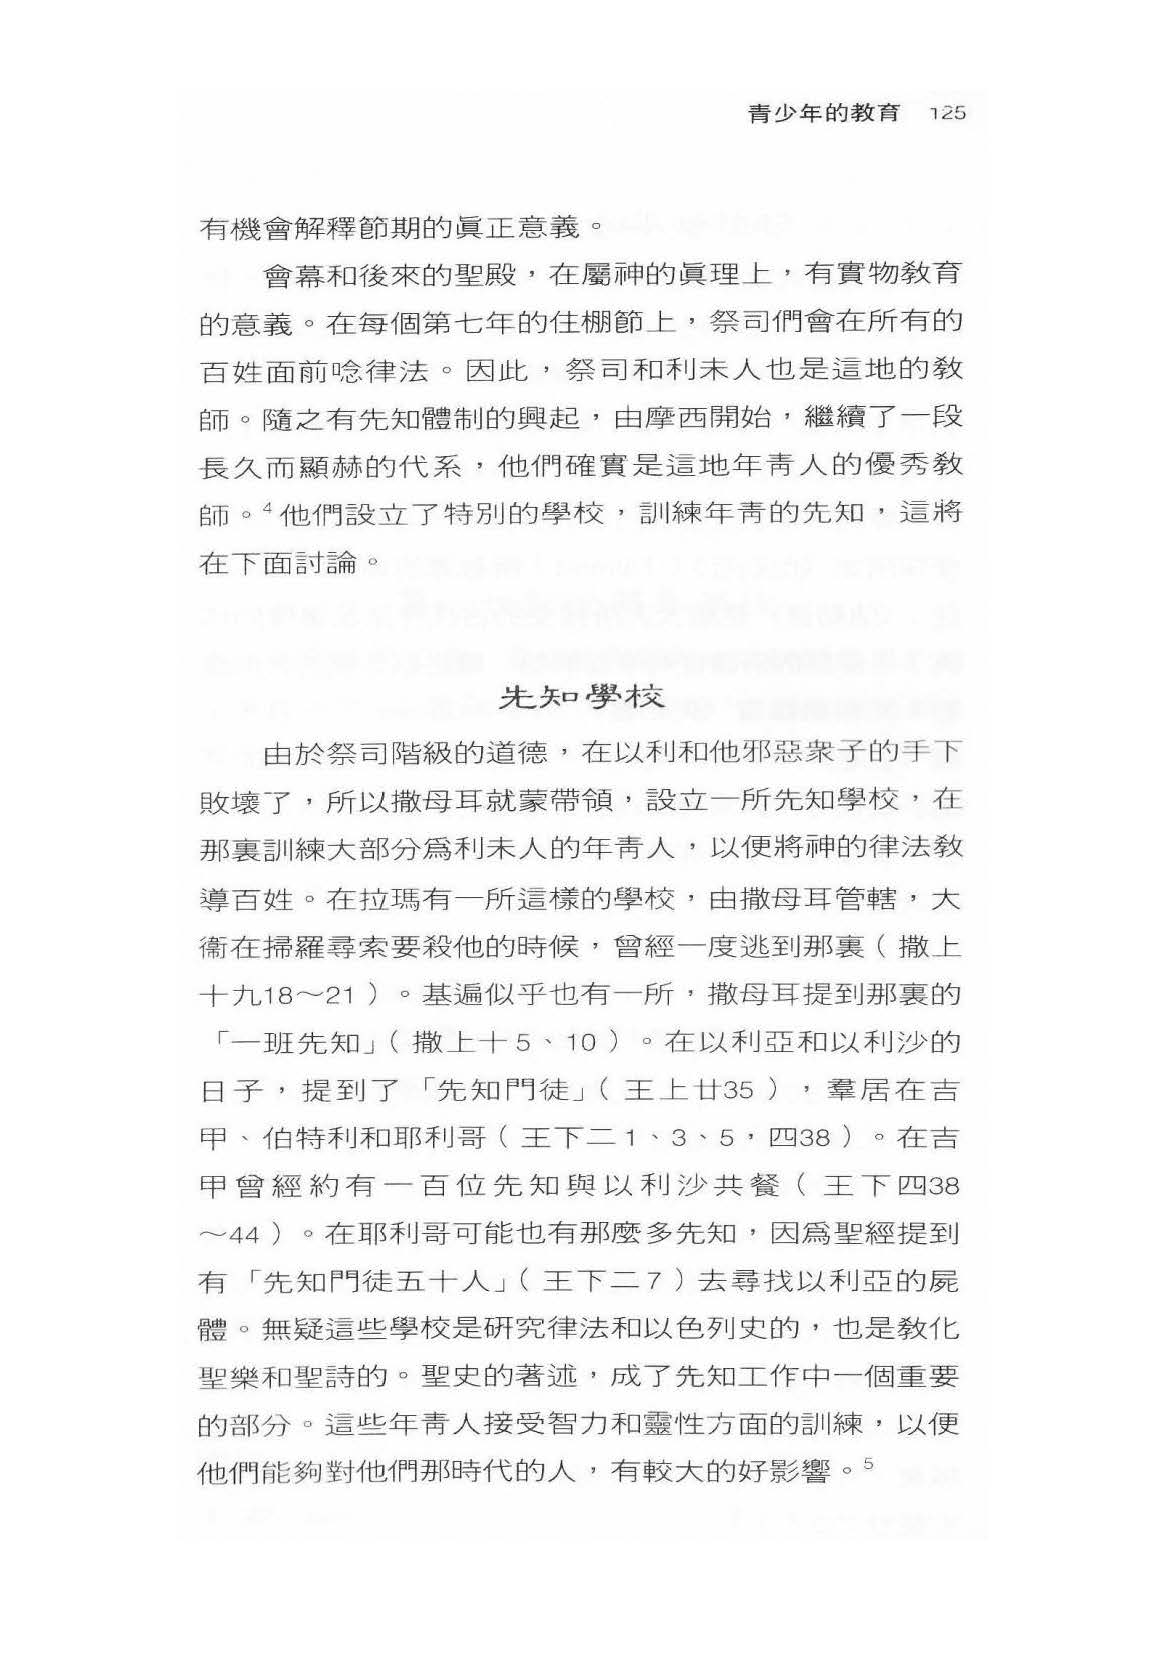 青少年的教育 125
有機會解釋節期的眞正意義。
會幕和後來的聖殿，在屬神的眞理上，有實物教育
的意義。在每個第七年的住棚節上，祭司們會在所有的
百姓面前唸律法。因此，祭司和利未人也是這地的教
師。隨之有先知體制的興起，由摩西開始，繼續了一段
長久而顯赫的代系，他們確實是這地年青人的優秀教
師。4 他們設立了特別的學校，訓練年青的先知，這將
在下面討論。
先知學校
由於祭司階級的道德，在以利和他邪惡衆子的手下
敗壞了，所以撒母耳就蒙帶領，設立一所先知學校，在
那裏訓練大部分爲利未人的年青人，以便將神的律法教
導百姓。在拉瑪有一所這樣的學校，由撒母耳管轄，大
衞在掃羅尋索要殺他的時候，曾經一度逃到那裏（撒上
十九18～21）。基遍似乎也有一所，撒母耳提到那裏的
「一班先知」（撒上十5、10）。在以利亞和以利沙的
日子，提到了「先知門徒」（王上廿35），羣居在吉
甲、伯特利和耶利哥（王下二1、3、5，四38）。在吉
甲曾經約有一百位先知與以利沙共餐（王下四38
～44）。在耶利哥可能也有那麼多先知，因爲聖經提到
有「先知門徒五十人」（王下二7）去尋找以利亞的屍
體。無疑這些學校是研究律法和以色列史的，也是教化
聖樂和聖詩的。聖史的著述，成了先知工作中一個重要
的部分。這些年青人接受智力和靈性方面的訓練，以便
他們能夠對他們那時代的人，有較大的好影響。5